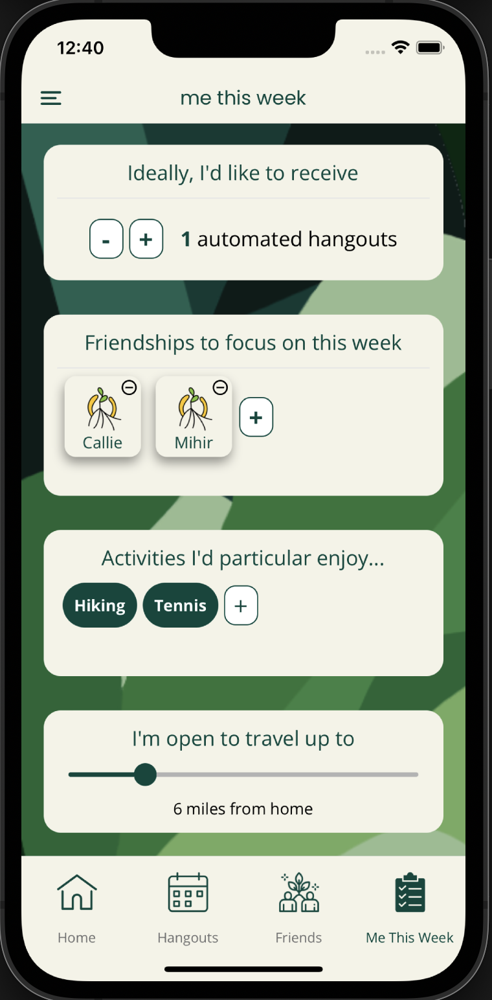 12:40
me this week
Ideally, I'd like to receive
- + 1 automated hangouts
Friendships to focus on this week
Callie Mihir +
Activities I'd particular enjoy...
Hiking Tennis +
I'm open to travel up to
6 miles from home
Home Hangouts Friends Me This Week